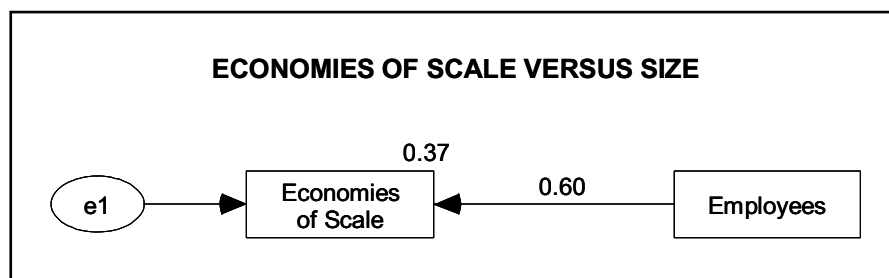 ECONOMIES OF SCALE VERSUS SIZE
0.37
e1
Economies
of Scale
0.60
Employees